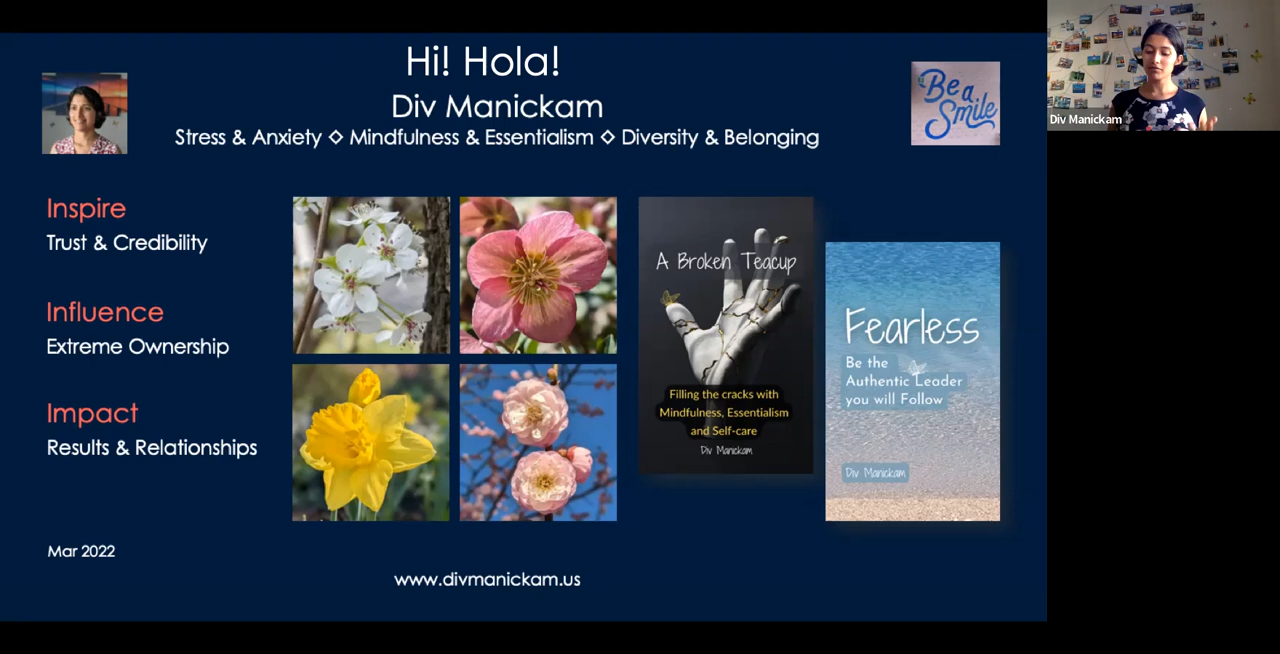 Hi! Hola!
Div Manickam
Stress & Anxiety ◇ Mindfulness & Essentialism ◇ Diversity & Belonging
Be a
Smile
Div Manickam
Inspire
Trust & Credibility
Influence
Extreme Ownership
Impact
Results & Relationships
A Broken Teacup
Filling the cracks with
Mindfulness, Essentialism
and Self-care
Div Manickam
Fearless
Be the
Authentic Leader
you will Follow
Div Manickam
Mar 2022
www.divmanickam.us